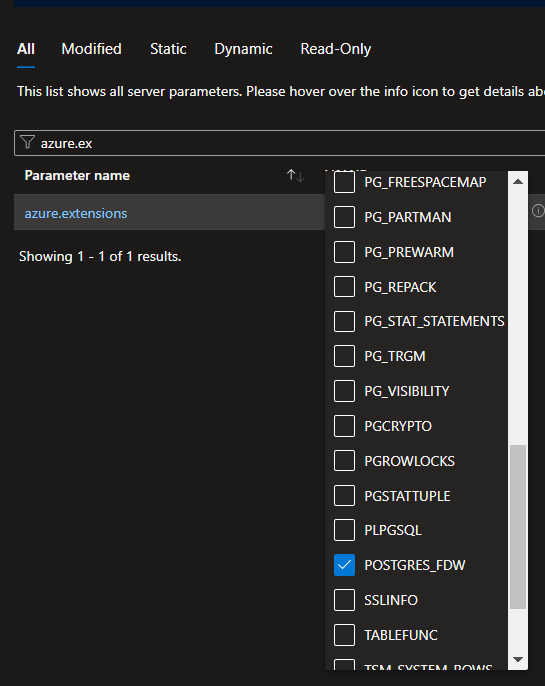 All Modified Static Dynamic Read-Only
This list shows all server parameters. Please hover over the info icon to get details ab
azure.ex
Parameter name
azure.extensions
Showing 1 - 1 of 1 results.
PG_FREESPACEMAP
PG_PARTMAN
PG_PREWARM
PG_REPACK
PG_STAT_STATEMENTS
PG_TRGM
PG_VISIBILITY
PGCRYPTO
PGROWLOCKS
PGSTATTUPLE
PLPGSQL
POSTGRES_FDW
SSLINFO
TABLEFUNC
TSM_SYSTEM_ROWS